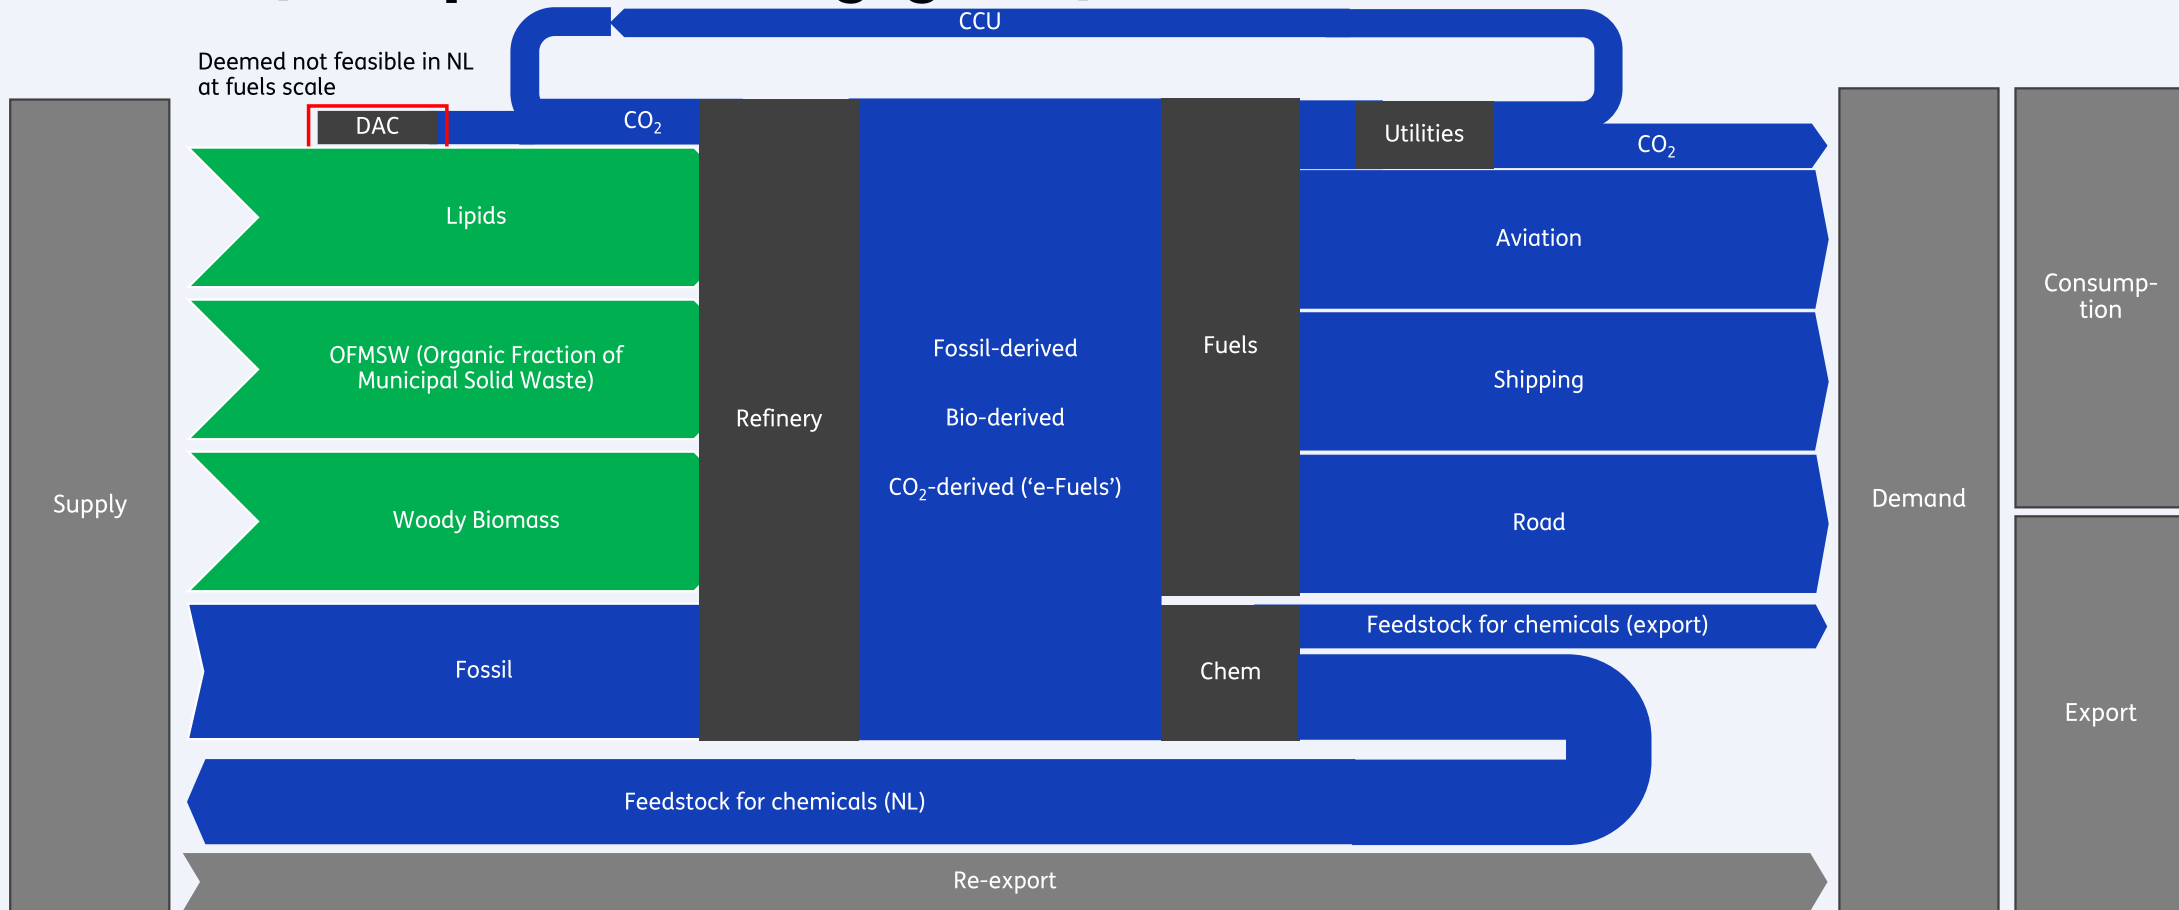 CCU
Deemed not feasible in NL
at fuels scale
DAC
CO₂
Utilities
CO₂
Lipids
Aviation
OFMSW (Organic Fraction of
Municipal Solid Waste)
Shipping
Woody Biomass
Road
Fossil
Supply
Refinery
Fossil-derived
Bio-derived
CO₂-derived (‘e-Fuels’)
Fuels
Chem
Feedstock for chemicals (export)
Feedstock for chemicals (NL)
Re-export
Demand
Consump-
tion
Export